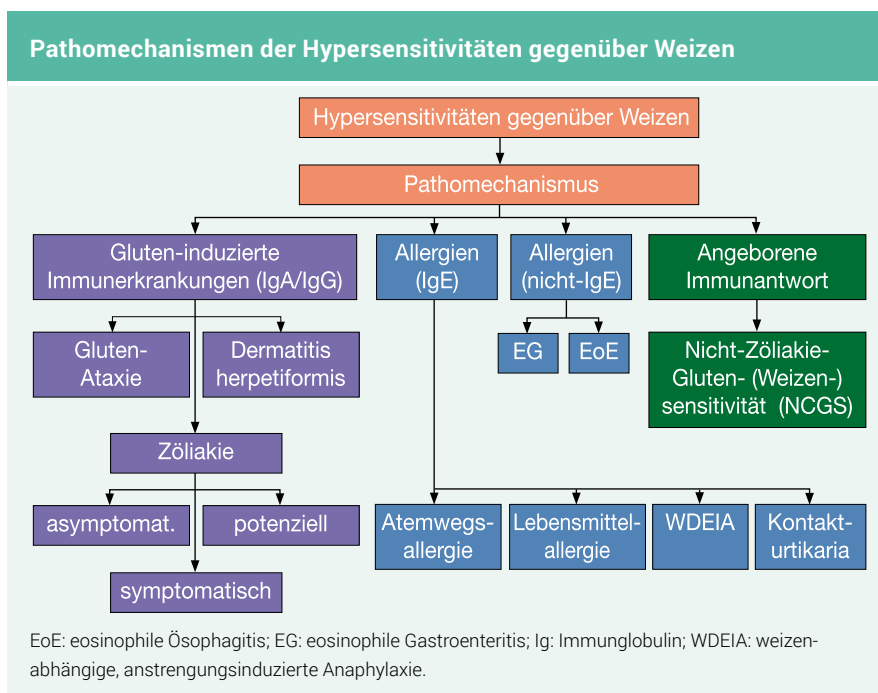 Pathomechanismen der Hypersensitivitäten gegenüber Weizen
Hypersensitivitäten gegenüber Weizen
Pathomechanismus
Gluten-induzierte
Immunerkrankungen (IgA/IgG)
Allergien
(IgE)
Allergien
(nicht-IgE)
Angeborene
Immunantwort
Gluten-
Ataxie
Dermatitis
herpetiformis
EG
EoE
Nicht-Zöliakie-
Gluten- (Weizen-)
sensitivität (NCGS)
Zöliakie
asymptomat.
potenziell
symptomatisch
Atemwegs-
allergie
Lebensmittel-
allergie
WDEIA
Kontakt-
urtikaria
EoE: eosinophile Ösophagitis; EG: eosinophile Gastroenteritis; Ig: Immunglobulin; WDEIA: weizen-
abhängige, anstrengungsinduzierte Anaphylaxie.